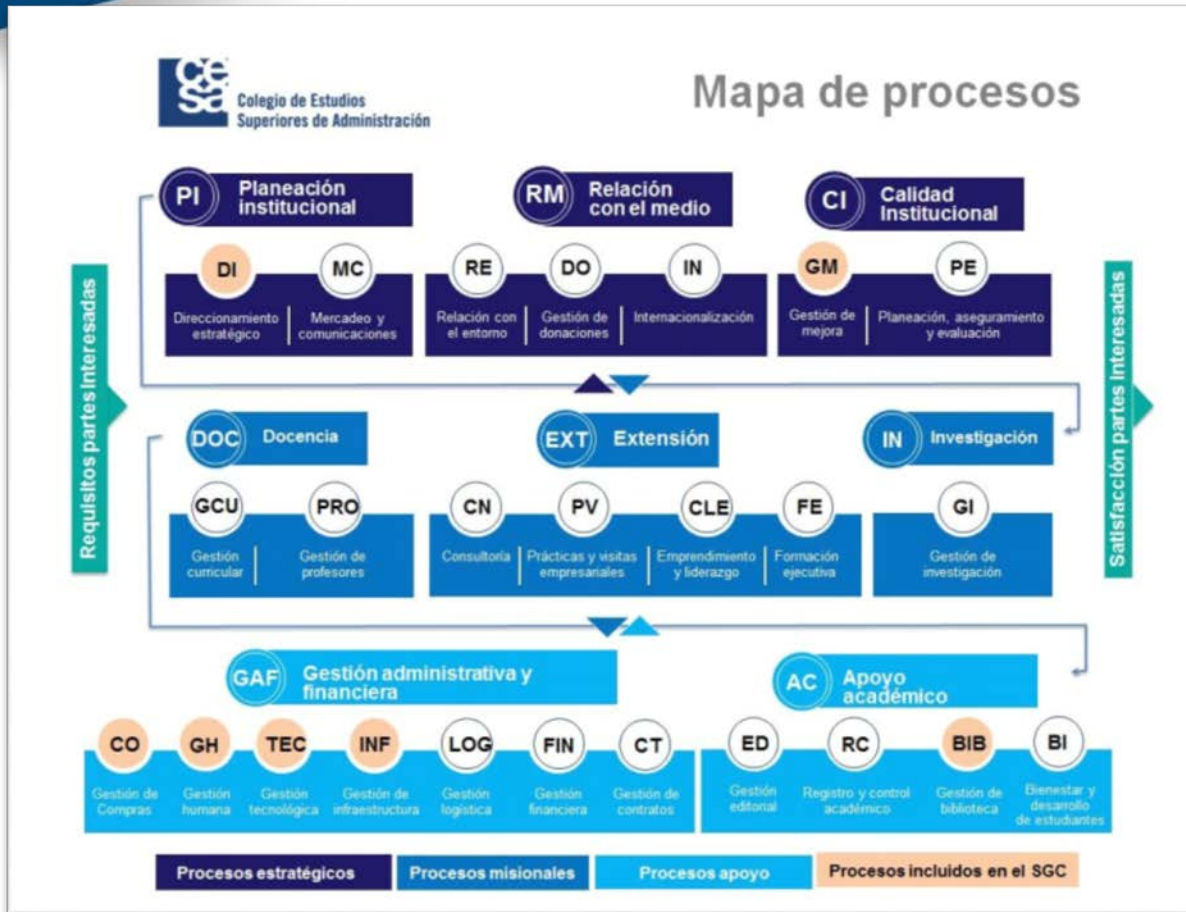 cesa
Colegio de Estudios
Superiores de Administración
Mapa de procesos
Requisitos partes interesadas
Satisfacción partes interesadas
PI
Planeación
institucional
RM
Relación
con el medio
CI
Calidad
Institucional
DI
MC
RE
DO
IN
GM
PE
Direccionamiento
estratégico
Mercadeo y
comunicaciones
Relación con
el entorno
Gestión de
donaciones
Internacionalización
Gestión de
mejora
Planeación, aseguramiento
y evaluación
DOC
Docencia
EXT
Extensión
IN
Investigación
GCU
PRO
CN
PV
CLE
FE
GI
Gestión
curricular
Gestión de
profesores
Consultoría
Prácticas y visitas
empresariales
Emprendimiento
y liderazgo
Formación
ejecutiva
Gestión de
investigación
GAF
Gestión administrativa y
financiera
AC
Apoyo
académico
CO
GH
TEC
INF
LOG
FIN
CT
ED
RC
BIB
BI
Gestión de
Compras
Gestión
humana
Gestión
tecnológica
Gestión de
infraestructura
Gestión
logística
Gestión
financiera
Gestión de
contratos
Gestión
editorial
Registro y control
académico
Gestión de
biblioteca
Bienestar y
desarrollo
de estudiantes
Procesos estratégicos
Procesos misionales
Procesos apoyo
Procesos incluidos en el SGC